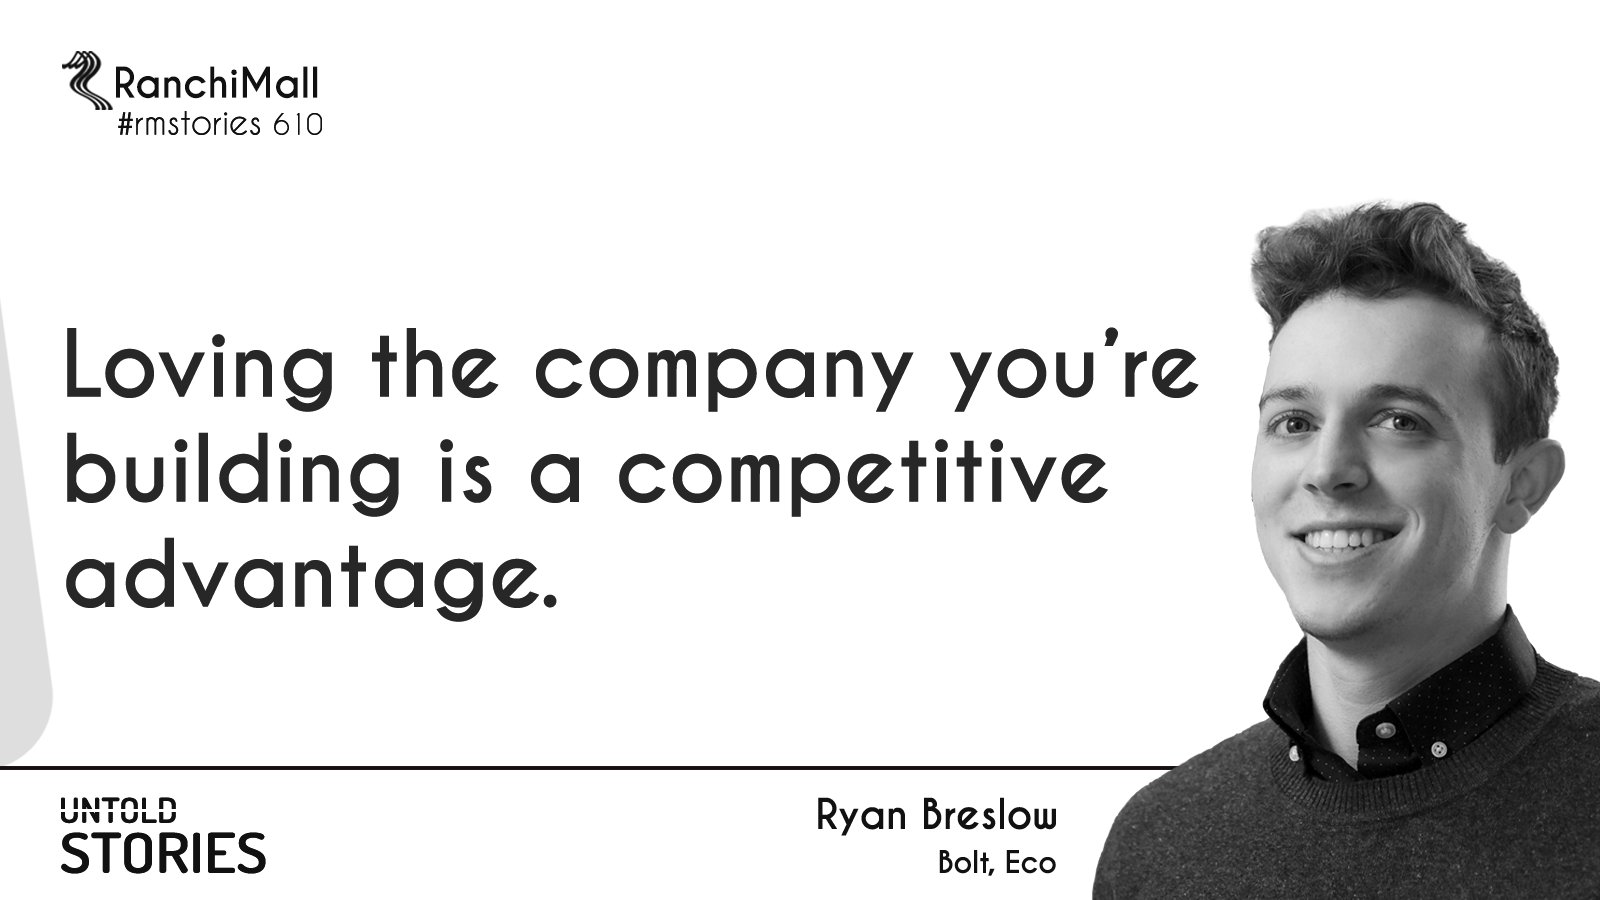 RanchiMall
#rmstories 610
Loving the company you’re
building is a competitive
advantage.
UNTOLD
STORIES
Ryan Breslow
Bolt, Eco